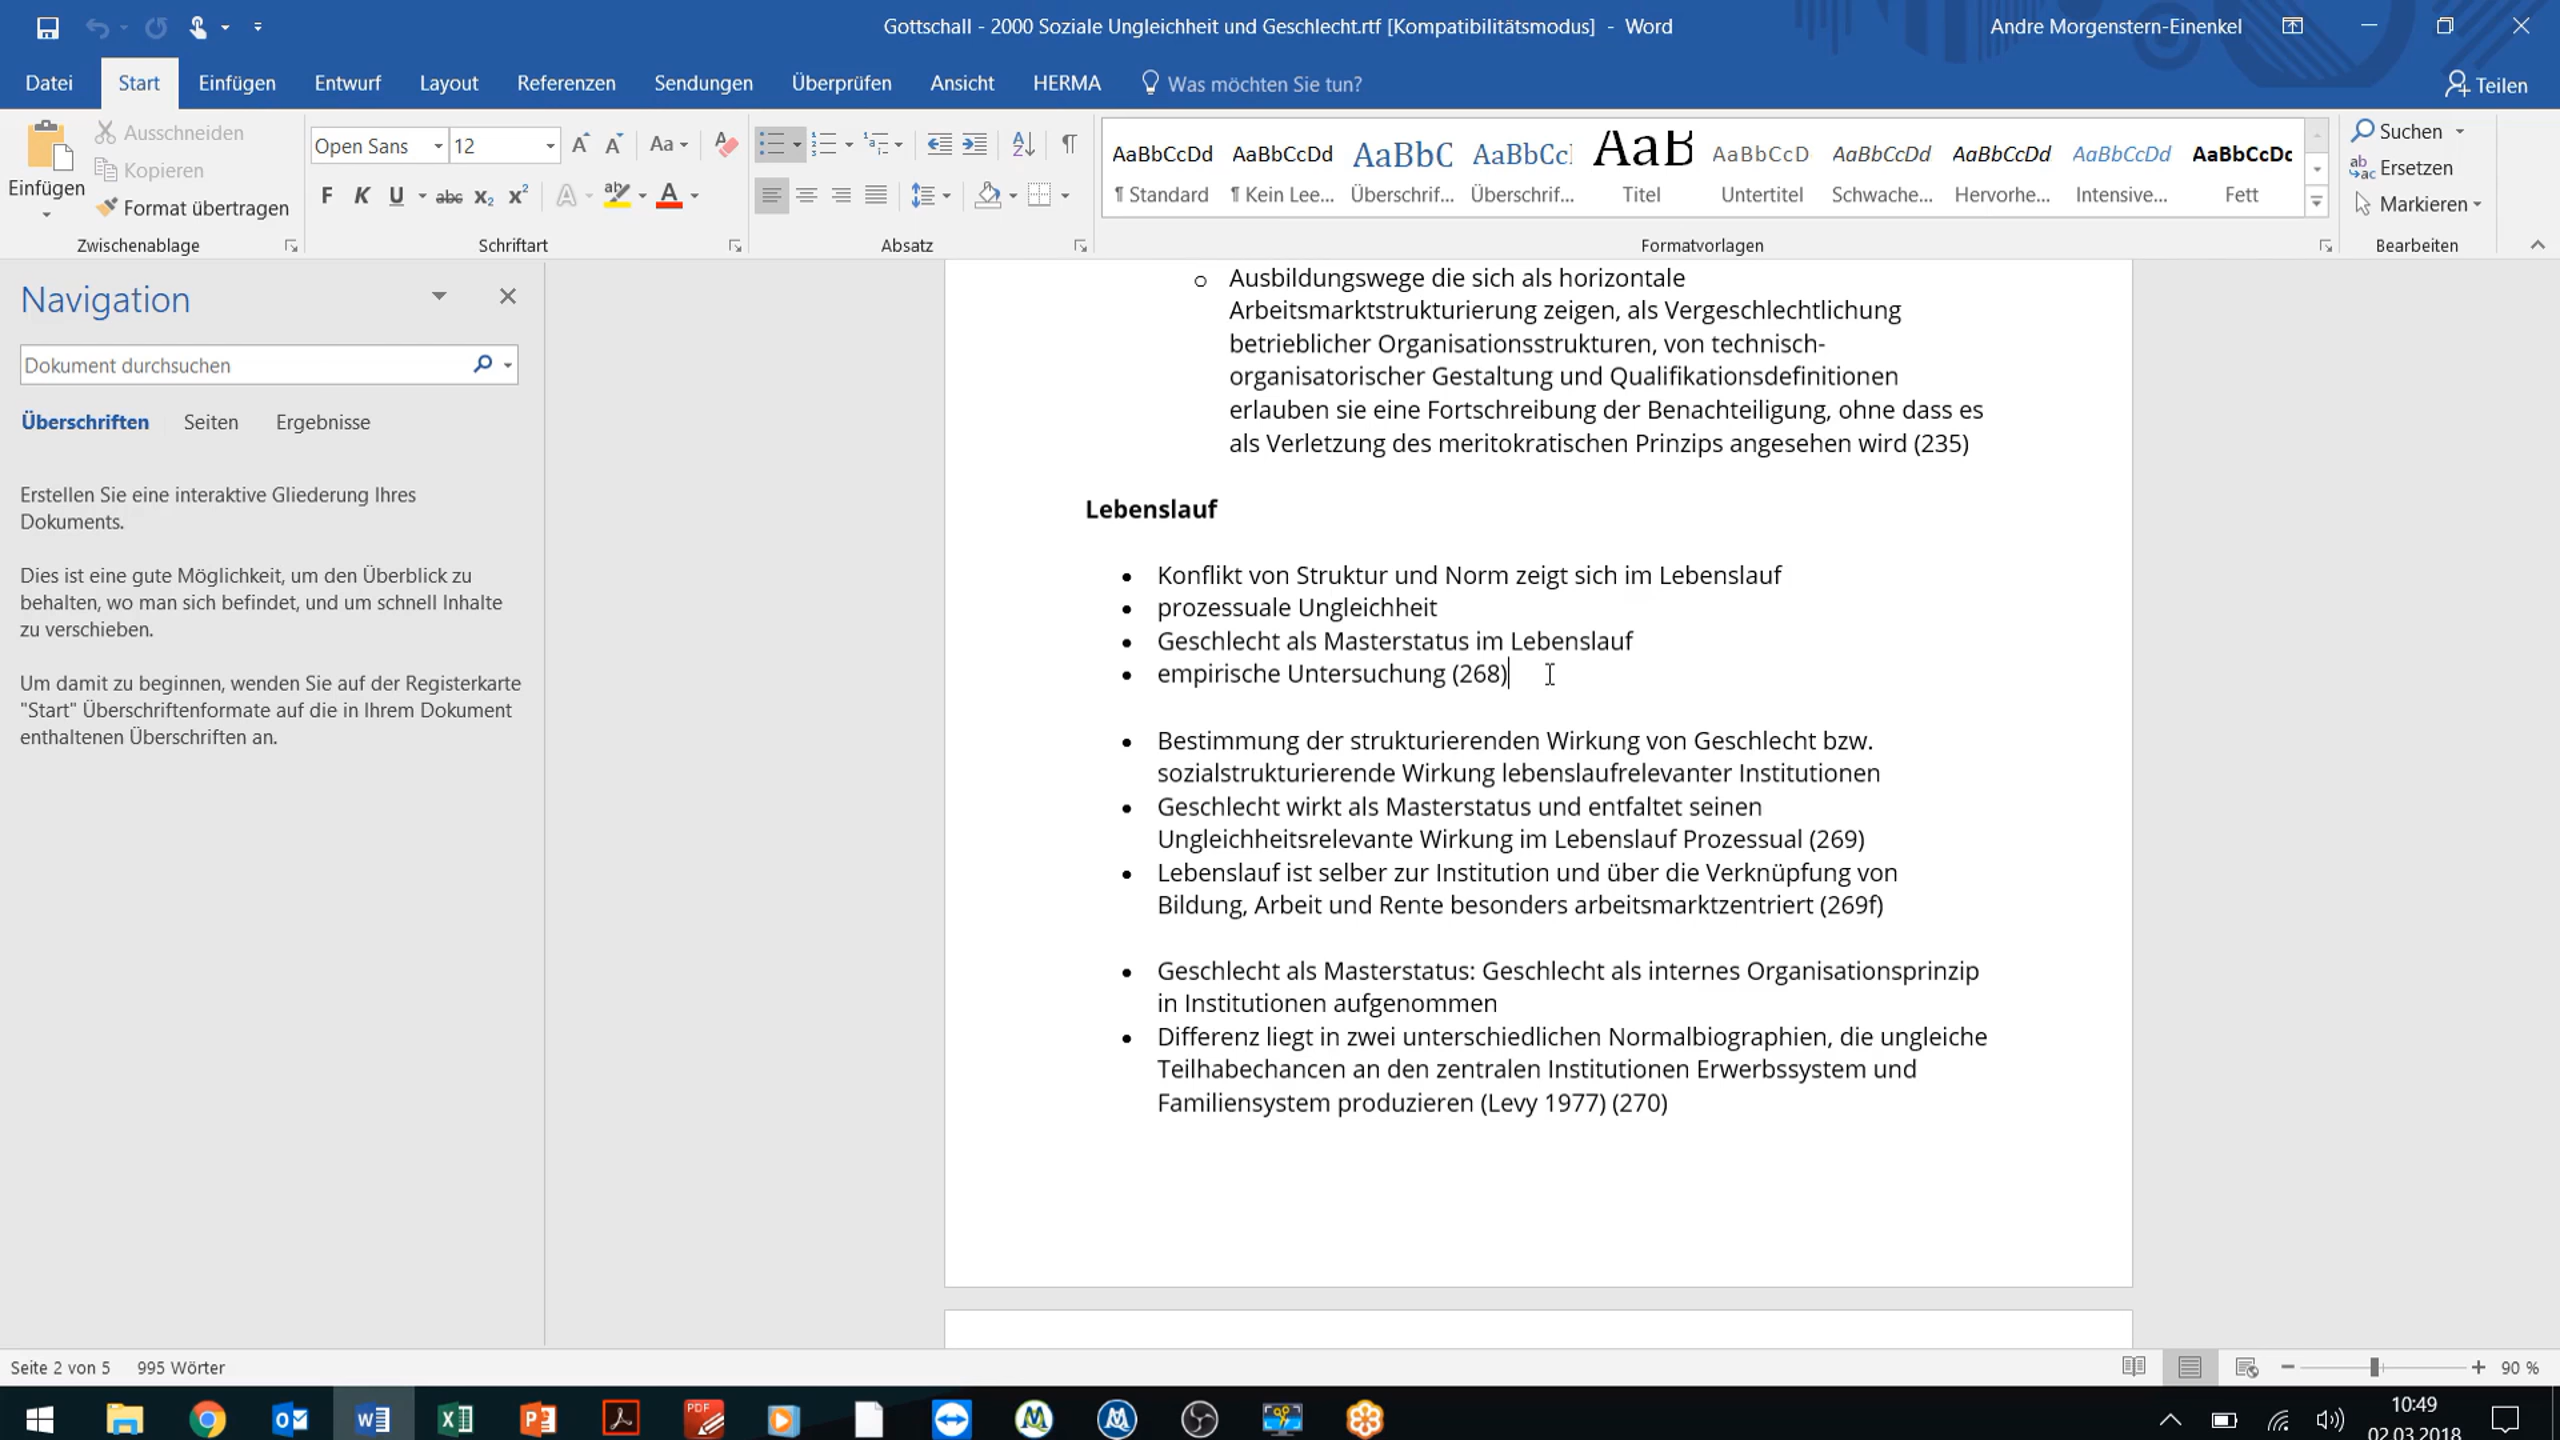 Gottschall - 2000 Soziale Ungleichheit und Geschlecht.rtf [Kompatibilitätsmodus] - Word
Andre Morgenstern-Einenkel
Datei Start Einfügen Entwurf Layout Referenzen Sendungen Überprüfen Ansicht HERMA Was möchten Sie tun? Teilen
Einfügen
Ausschneiden
Kopieren
Format übertragen
Zwischenablage
Open Sans 12 Aa
F K U abc x₂ x² A ab A
Schriftart
Absatz
AaBbCcDd AaBbCcDd AaBbC AaBbCcl AaB AaBbCcD AaBbCcDd AaBbCcDd AaBbCcDd AaBbCcDc
¶ Standard ¶ Kein Lee... Überschrif... Überschrif... Titel Untertitel Schwache... Hervorhe... Intensive... Fett
Formatvorlagen
Suchen
Ersetzen
Markieren
Bearbeiten
Navigation
Dokument durchsuchen
Überschriften Seiten Ergebnisse
Erstellen Sie eine interaktive Gliederung Ihres
Dokuments.
Dies ist eine gute Möglichkeit, um den Überblick zu
behalten, wo man sich befindet, und um schnell Inhalte
zu verschieben.
Um damit zu beginnen, wenden Sie auf der Registerkarte
"Start" Überschriftenformate auf die in Ihrem Dokument
enthaltenen Überschriften an.
o Ausbildungswege die sich als horizontale
Arbeitsmarktstrukturierung zeigen, als Vergeschlechtlichung
betrieblicher Organisationsstrukturen, von technisch-
organisatorischer Gestaltung und Qualifikationsdefinitionen
erlauben sie eine Fortschreibung der Benachteiligung, ohne dass es
als Verletzung des meritokratischen Prinzips angesehen wird (235)
Lebenslauf
• Konflikt von Struktur und Norm zeigt sich im Lebenslauf
• prozessuale Ungleichheit
• Geschlecht als Masterstatus im Lebenslauf
• empirische Untersuchung (268)
• Bestimmung der strukturierenden Wirkung von Geschlecht bzw.
sozialstrukturierende Wirkung lebenslaufrelevanter Institutionen
• Geschlecht wirkt als Masterstatus und entfaltet seinen
Ungleichheitsrelevante Wirkung im Lebenslauf Prozessual (269)
• Lebenslauf ist selber zur Institution und über die Verknüpfung von
Bildung, Arbeit und Rente besonders arbeitsmarktzentriert (269f)
• Geschlecht als Masterstatus: Geschlecht als internes Organisationsprinzip
in Institutionen aufgenommen
• Differenz liegt in zwei unterschiedlichen Normalbiographien, die ungleiche
Teilhabechancen an den zentralen Institutionen Erwerbssystem und
Familiensystem produzieren (Levy 1977) (270)
Seite 2 von 5 995 Wörter
90 %
PDF
10:49
02.03.2018